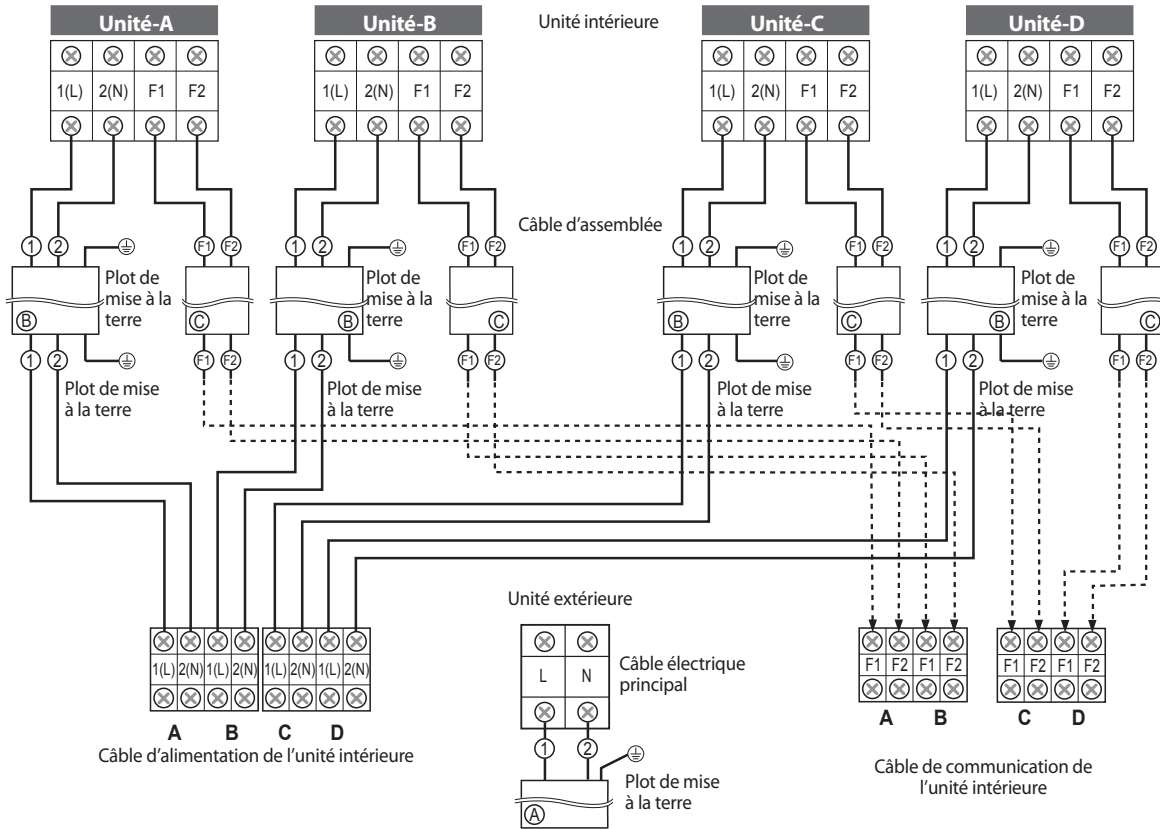 Unité-A Unité-B Unité intérieure Unité-C Unité-D
1(L) 2(N) F1 F2 1(L) 2(N) F1 F2 1(L) 2(N) F1 F2 1(L) 2(N) F1 F2
Câble d'assemblée
1 2 F1 F2 1 2 F1 F2 1 2 F1 F2 1 2 F1 F2
Plot de
mise à la
terre
Plot de
mise à la
terre
Plot de
mise à la
terre
Plot de
mise à la
terre
B C B C B C B C
1 2 F1 F2 1 2 F1 F2 1 2 F1 F2 1 2 F1 F2
Plot de mise
à la terre
Plot de mise
à la terre
Plot de mise
à la terre
Plot de mise
à la terre
Unité extérieure
1(L) 2(N) 1(L) 2(N) 1(L) 2(N) 1(L) 2(N)
A B C D
Câble d'alimentation de l'unité intérieure
L N
Câble électrique
principal
1 2
Plot de mise
à la terre
A
F1 F2 F1 F2 F1 F2 F1 F2
A B C D
Câble de communication de
l'unité intérieure